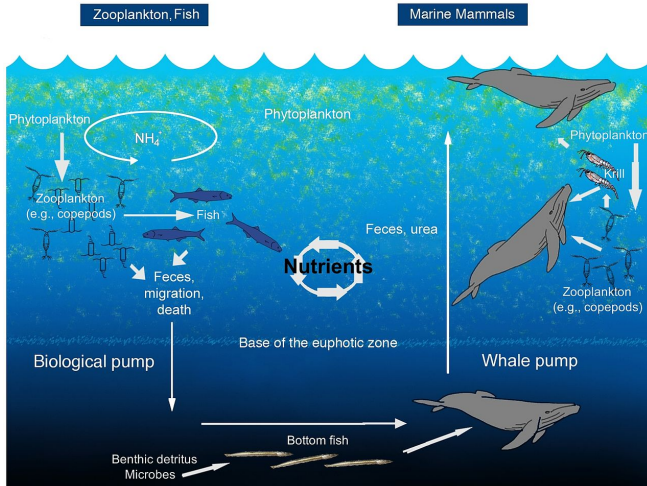 Zooplankton, Fish
Marine Mammals
Phytoplankton
Phytoplankton
Phytoplankton
NH₄⁺
Krill
Zooplankton
(e.g., copepods)
Fish
Feces, urea
Nutrients
Feces,
migration,
death
Zooplankton
(e.g., copepods)
Base of the euphotic zone
Biological pump
Whale pump
Bottom fish
Benthic detritus
Microbes